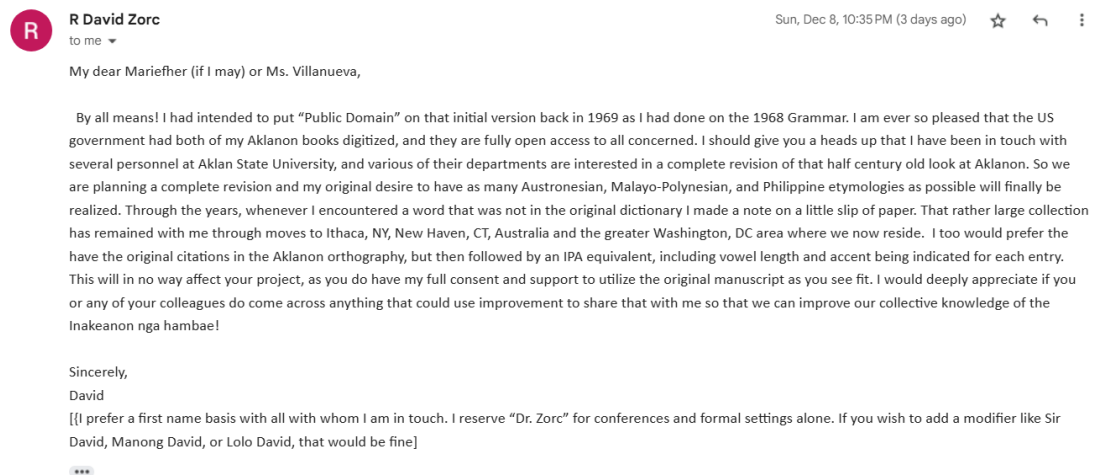 R
R David Zorc
Sun, Dec 8, 10:35 PM (3 days ago)
to me
My dear Mariefher (if I may) or Ms. Villanueva,
By all means! I had intended to put “Public Domain” on that initial version back in 1969 as I had done on the 1968 Grammar. I am ever so pleased that the US
government had both of my Aklanon books digitized, and they are fully open access to all concerned. I should give you a heads up that I have been in touch with
several personnel at Aklan State University, and various of their departments are interested in a complete revision of that half century old look at Aklanon. So we
are planning a complete revision and my original desire to have as many Austronesian, Malayo-Polynesian, and Philippine etymologies as possible will finally be
realized. Through the years, whenever I encountered a word that was not in the original dictionary I made a note on a little slip of paper. That rather large collection
has remained with me through moves to Ithaca, NY, New Haven, CT, Australia and the greater Washington, DC area where we now reside.  I too would prefer the
have the original citations in the Aklanon orthography, but then followed by an IPA equivalent, including vowel length and accent being indicated for each entry.
This will in no way affect your project, as you do have my full consent and support to utilize the original manuscript as you see fit. I would deeply appreciate if you
or any of your colleagues do come across anything that could use improvement to share that with me so that we can improve our collective knowledge of the
Inakeanon nga hambae!
Sincerely,
David
[{I prefer a first name basis with all with whom I am in touch. I reserve “Dr. Zorc” for conferences and formal settings alone. If you wish to add a modifier like Sir
David, Manong David, or Lolo David, that would be fine]